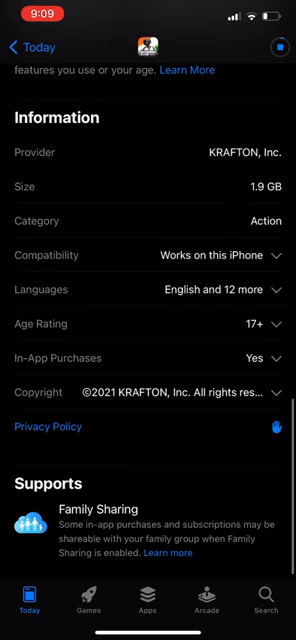 9:09
Today
features you use or your age. Learn More
Information
Provider KRAFTON, Inc.
Size 1.9 GB
Category Action
Compatibility Works on this iPhone
Languages English and 12 more
Age Rating 17+
In-App Purchases Yes
Copyright ©2021 KRAFTON, Inc. All rights res...
Privacy Policy
Supports
Family Sharing
Some in-app purchases and subscriptions may be
shareable with your family group when Family
Sharing is enabled. Learn more
Today Games Apps Arcade Search